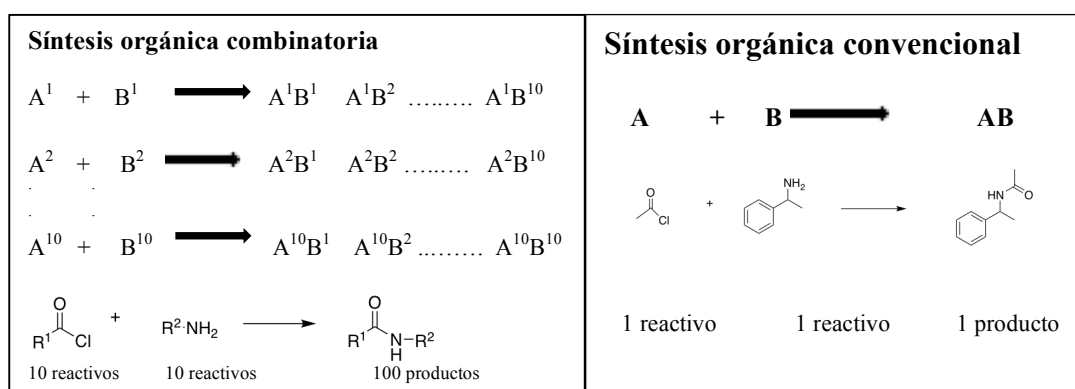 Síntesis orgánica combinatoria
A¹ + B¹ A¹B¹ A¹B² ........ A¹B¹⁰
A² + B² A²B¹ A²B² ........ A²B¹⁰
. .
. .
A¹⁰ + B¹⁰ A¹⁰B¹ A¹⁰B² ......... A¹⁰B¹⁰
R¹ O Cl + R²·NH₂ R¹ O N H R²
10 reactivos 10 reactivos 100 productos
Síntesis orgánica convencional
A + B AB
O Cl + NH₂ HN O
1 reactivo 1 reactivo 1 producto